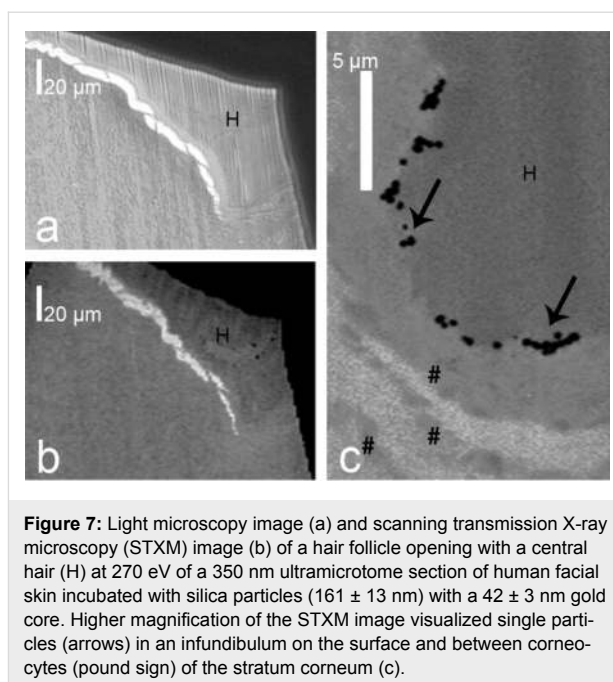 20 µm
H
a
20 µm
H
b
5 µm
H
#
#
#
c
Figure 7: Light microscopy image (a) and scanning transmission X-ray
microscopy (STXM) image (b) of a hair follicle opening with a central
hair (H) at 270 eV of a 350 nm ultramicrotome section of human facial
skin incubated with silica particles (161 ± 13 nm) with a 42 ± 3 nm gold
core. Higher magnification of the STXM image visualized single parti-
cles (arrows) in an infundibulum on the surface and between corneo-
cytes (pound sign) of the stratum corneum (c).